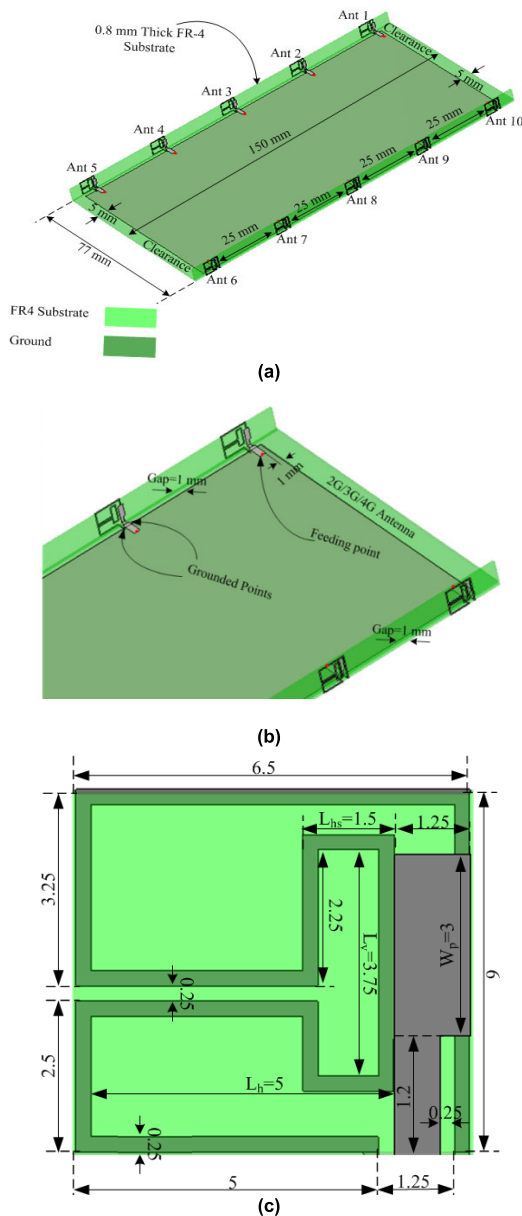 Ant 1
0.8 mm Thick FR-4
Substrate
Clearance
Ant 2
5 mm
Ant 3
Ant 10
25 mm
Ant 4
150 mm
Ant 9
25 mm
Ant 5
Ant 8
25 mm
5 mm
Ant 7
25 mm
77 mm
Clearance
Ant 6
FR4 Substrate
Ground
(a)
Gap=1 mm
1 mm
2G/3G/4G Antenna
Feeding point
Grounded Points
Gap=1 mm
(b)
6.5
Lhs=1.5
1.25
3.25
2.25
Lv=3.75
Wp=3
6
0.25
2.5
Lh=5
1.2
0.25
0.25
5
1.25
(c)